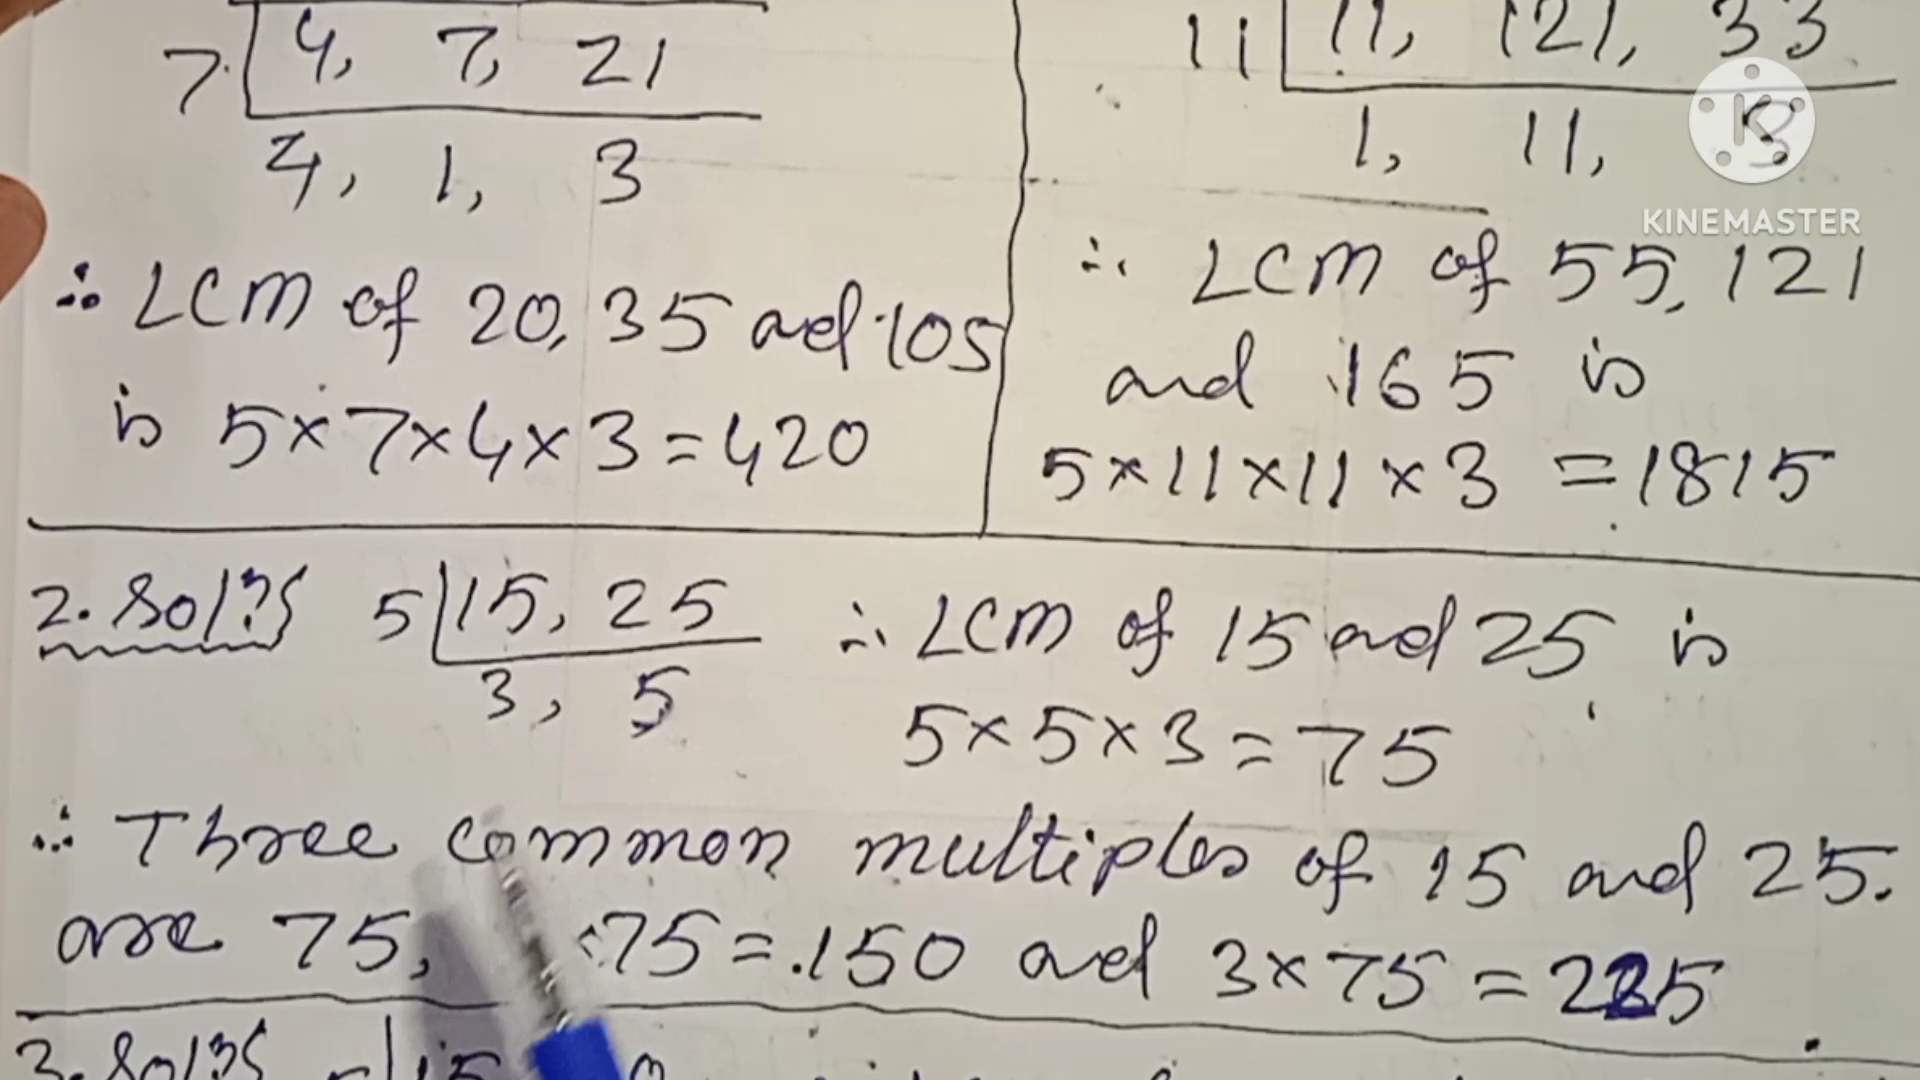 7 | 4, 7, 21
4, 1, 3
∴ LCM of 20, 35 and 105
is 5×7×4×3=420
11 | 11, 121, 33
1, 11, 3
KINEMASTER
∴ LCM of 55, 121
and 165 is
5×11×11×3 =1815
2. Sol?:
5 | 15, 25
3, 5
∴ LCM of 15 and 25 is
5×5×3=75
∴ Three common multiples of 15 and 25.
are 75, ×75=150 and 3×75=225
3. Sol?: 15